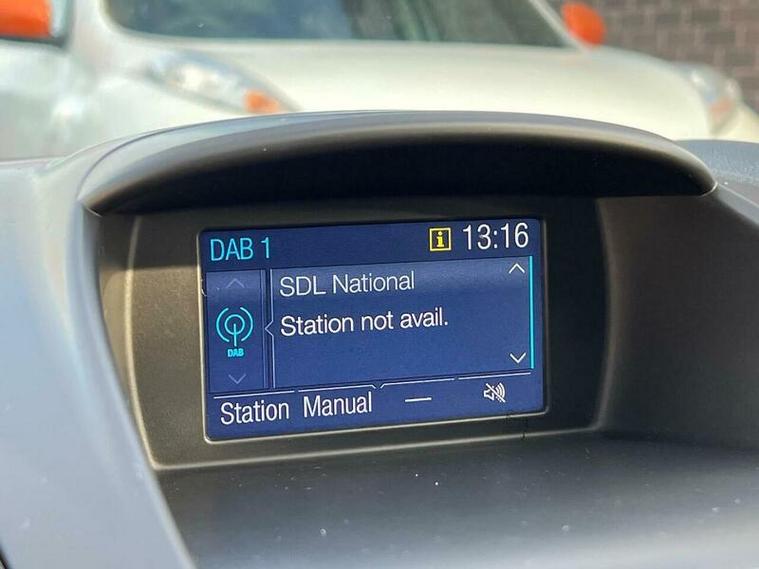 DAB 1
i 13:16
SDL National
Station not avail.
DAB
Station Manual —